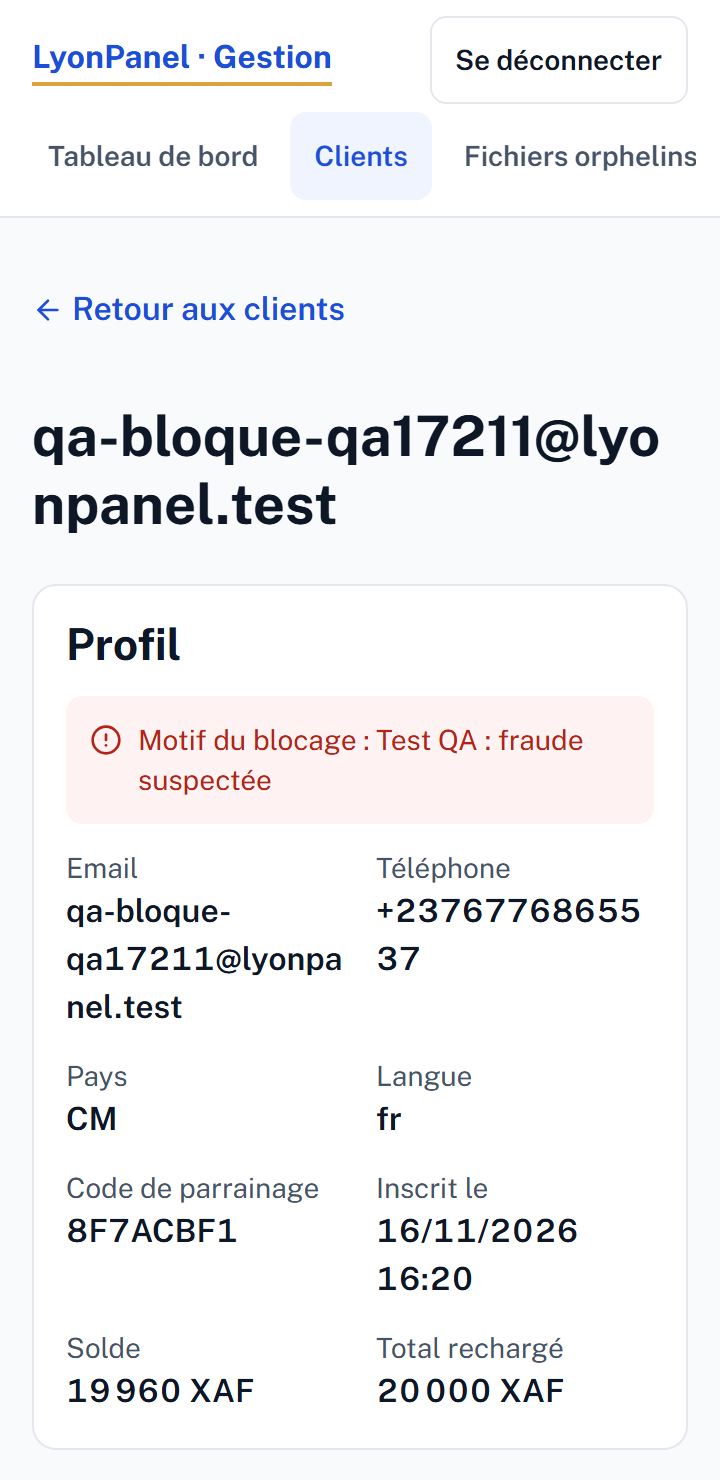 LyonPanel · Gestion
Se déconnecter
Tableau de bord
Clients
Fichiers orphelins
← Retour aux clients
qa-bloque-qa17211@lyo
npanel.test
Profil
Motif du blocage : Test QA : fraude
suspectée
Email
Téléphone
qa-bloque-
qa17211@lyonpa
nel.test
+23767768655
37
Pays
Langue
CM
fr
Code de parrainage
Inscrit le
8F7ACBF1
16/11/2026
16:20
Solde
Total rechargé
19 960 XAF
20 000 XAF